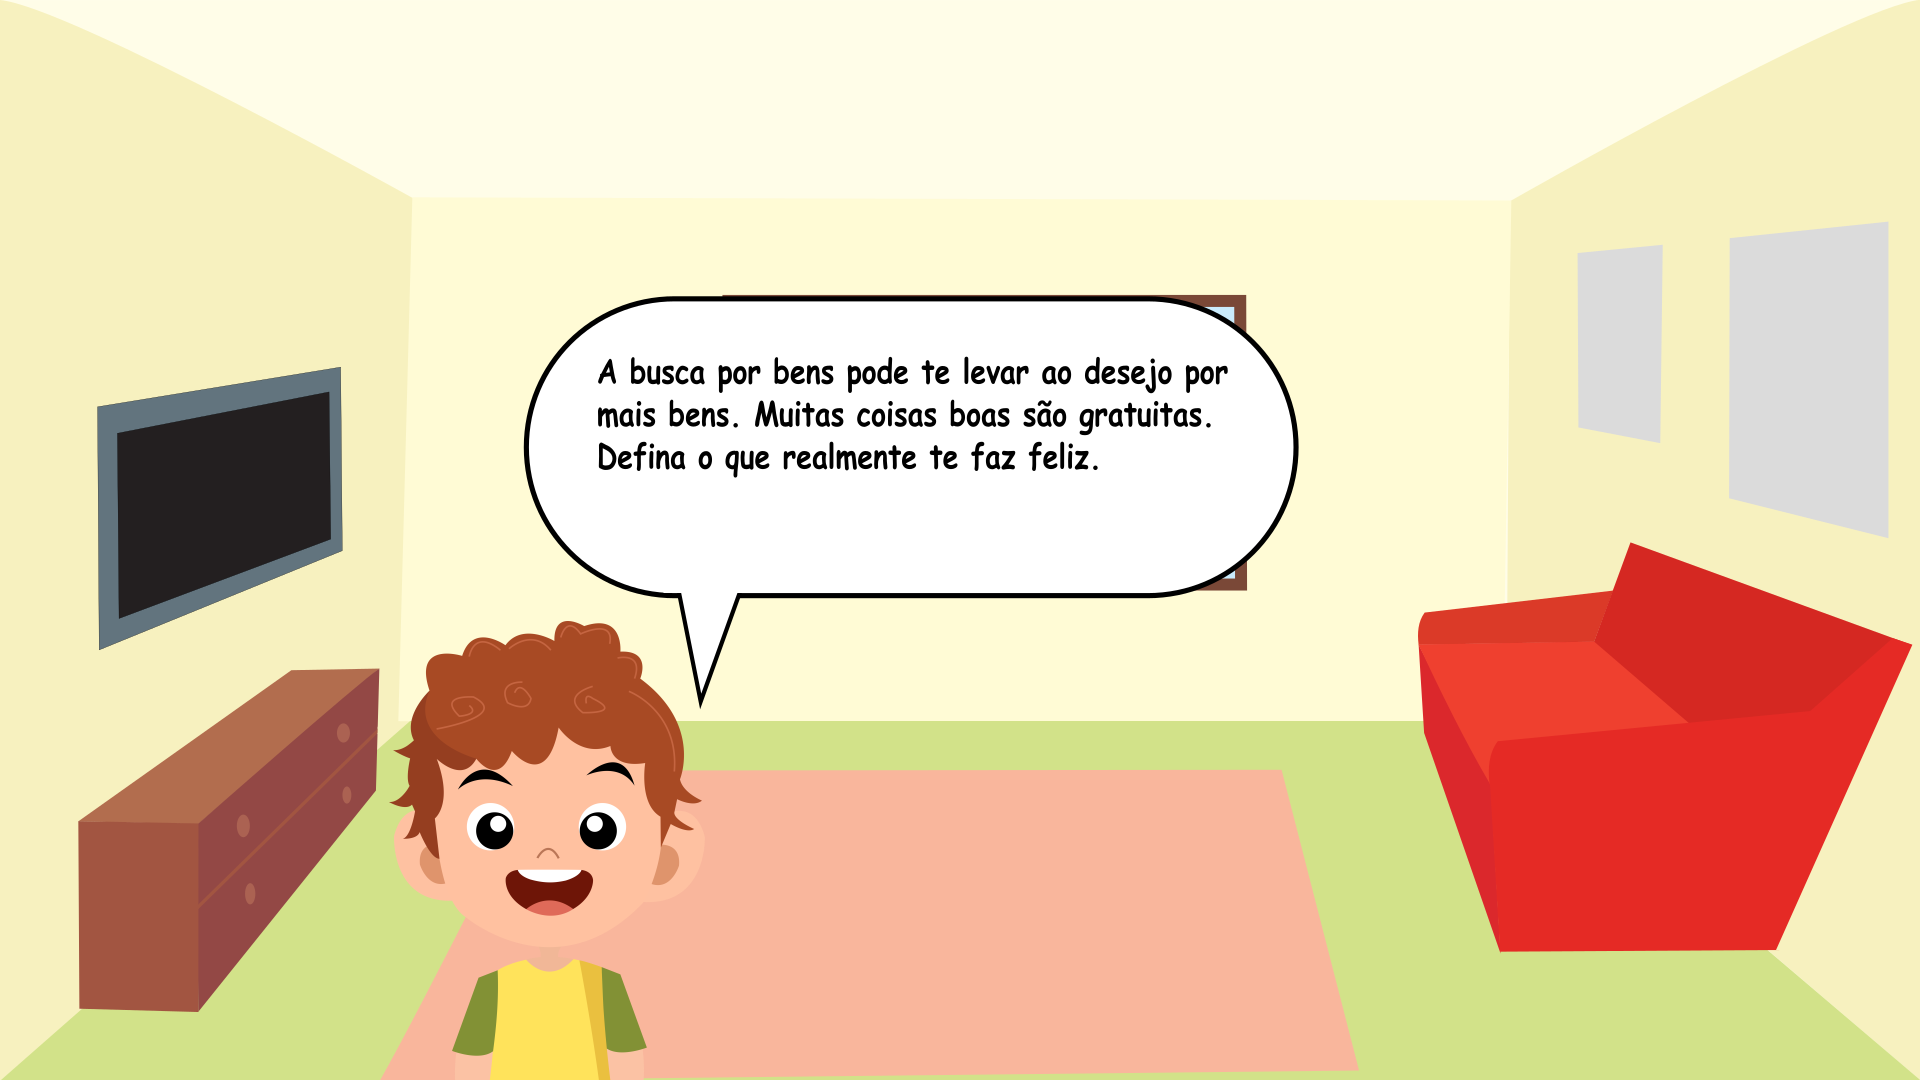 A busca por bens pode te levar ao desejo por
mais bens. Muitas coisas boas são gratuitas.
Defina o que realmente te faz feliz.